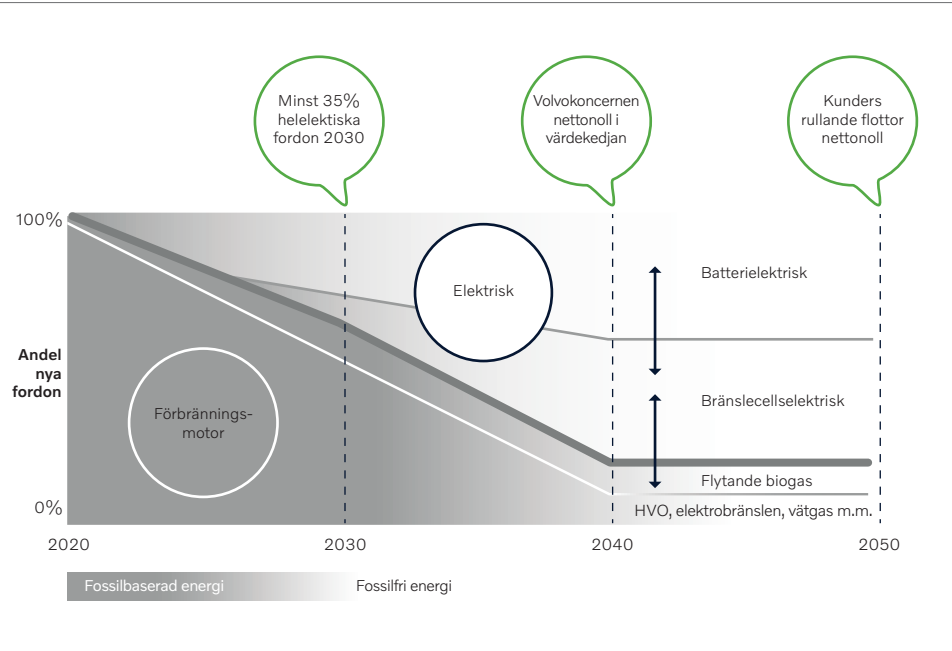 Minst 35%
helelektiska
fordon 2030
Volvokoncernen
nettonoll i
värdekedjan
Kunders
rullande flottor
nettonoll
100%
Andel
nya
fordon
0%
Elektrisk
Förbrännings-
motor
Batterielektrisk
Bränslecellselektrisk
Flytande biogas
HVO, elektrobränslen, vätgas m.m.
2020
2030
2040
2050
Fossilbaserad energi
Fossilfri energi